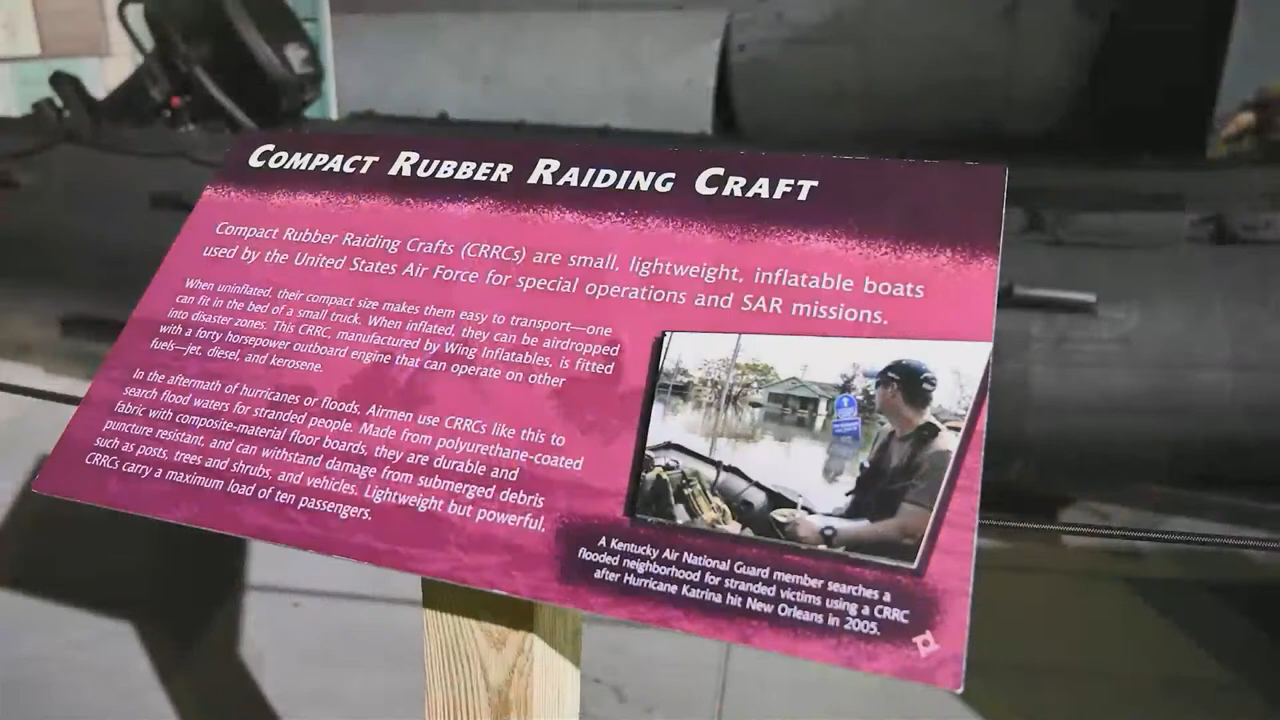 COMPACT RUBBER RAIDING CRAFT
Compact Rubber Raiding Crafts (CRRCs) are small, lightweight, inflatable boats
used by the United States Air Force for special operations and SAR missions.
When uninflated, their compact size makes them easy to transport—one
can fit in the bed of a small truck. When inflated, they can be airdropped
into disaster zones. This CRRC, manufactured by Wing Inflatables, is fitted
with a forty horsepower outboard engine that can operate on other
fuels—jet, diesel, and kerosene.
In the aftermath of hurricanes or floods, Airmen use CRRCs like this to
search flood waters for stranded people. Made from polyurethane-coated
fabric with composite-material floor boards, they are durable and
puncture resistant, and can withstand damage from submerged debris
such as posts, trees and shrubs, and vehicles. Lightweight but powerful,
CRRCs carry a maximum load of ten passengers.
A Kentucky Air National Guard member searches a
flooded neighborhood for stranded victims using a CRRC
after Hurricane Katrina hit New Orleans in 2005.